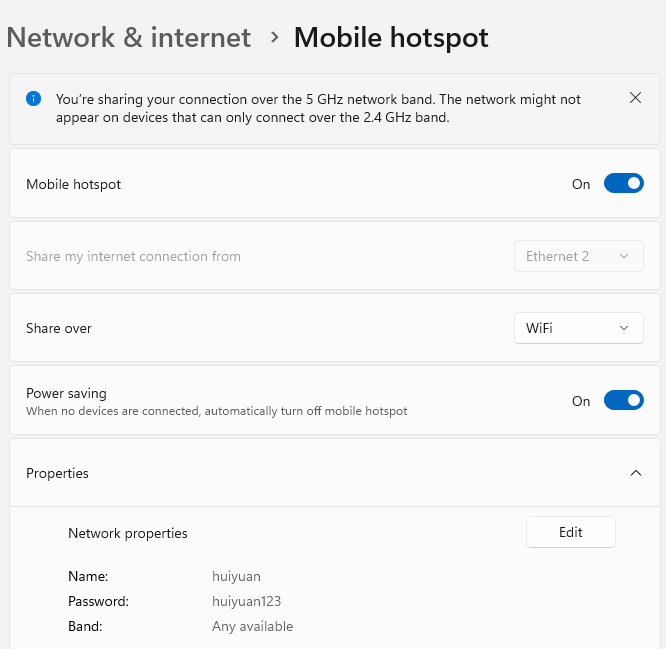 Network & internet > Mobile hotspot
You're sharing your connection over the 5 GHz network band. The network might not
appear on devices that can only connect over the 2.4 GHz band.
Mobile hotspot On
Share my internet connection from Ethernet 2
Share over WiFi
Power saving
When no devices are connected, automatically turn off mobile hotspot On
Properties
Network properties Edit
Name: huiyuan
Password: huiyuan123
Band: Any available